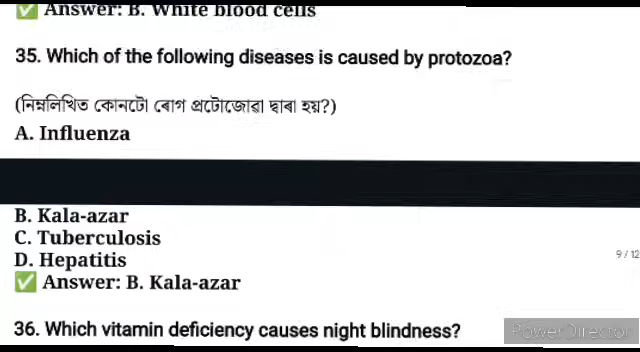 ✅ Answer: B. White blood cells
35. Which of the following diseases is caused by protozoa?
(নিম্নলিখিত কোনটো ৰোগ প্ৰটোজোৱা দ্বাৰা হয়?)
A. Influenza
B. Kala-azar
C. Tuberculosis
D. Hepatitis
9 / 12
✅ Answer: B. Kala-azar
36. Which vitamin deficiency causes night blindness?
PowerDirector